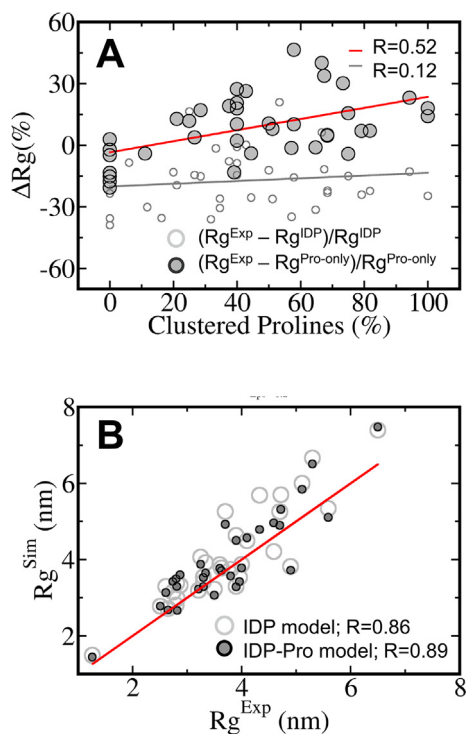 A
60
30
0
-30
-60
ΔRg(%)
R=0.52
R=0.12
(Rg^Exp – Rg^IDP)/Rg^IDP
(Rg^Exp – Rg^Pro-only)/Rg^Pro-only
0 20 40 60 80 100
Clustered Prolines (%)
B
8
6
4
2
Rg^Sim (nm)
IDP model; R=0.86
IDP-Pro model; R=0.89
2 4 6 8
Rg^Exp (nm)